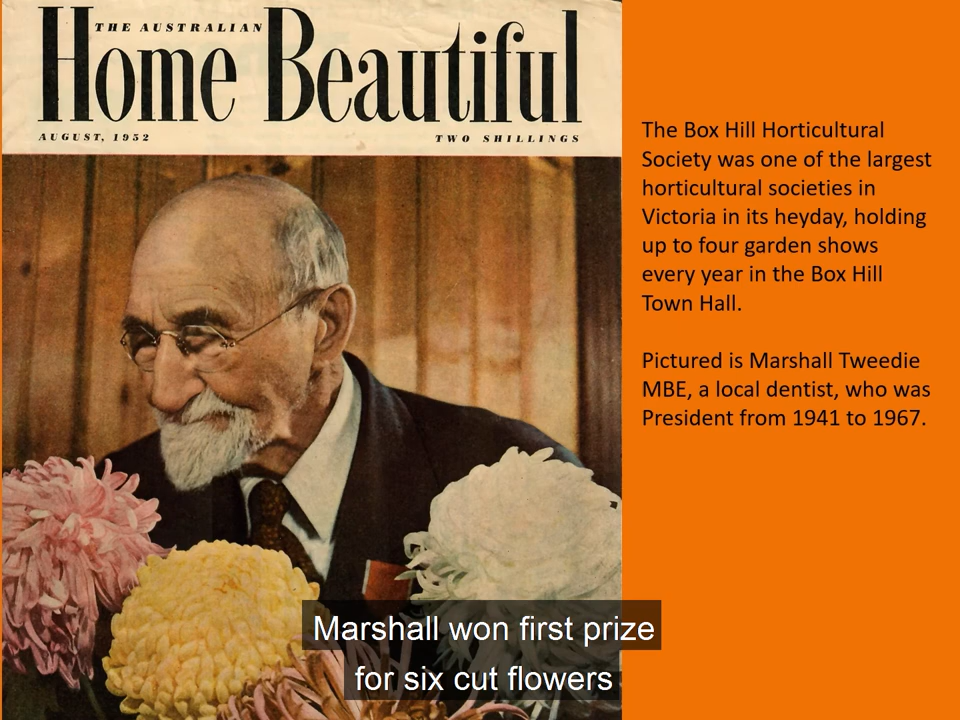 THE AUSTRALIAN
Home Beautiful
AUGUST, 1952
TWO SHILLINGS
The Box Hill Horticultural
Society was one of the largest
horticultural societies in
Victoria in its heyday, holding
up to four garden shows
every year in the Box Hill
Town Hall.
Pictured is Marshall Tweedie
MBE, a local dentist, who was
President from 1941 to 1967.
Marshall won first prize
for six cut flowers